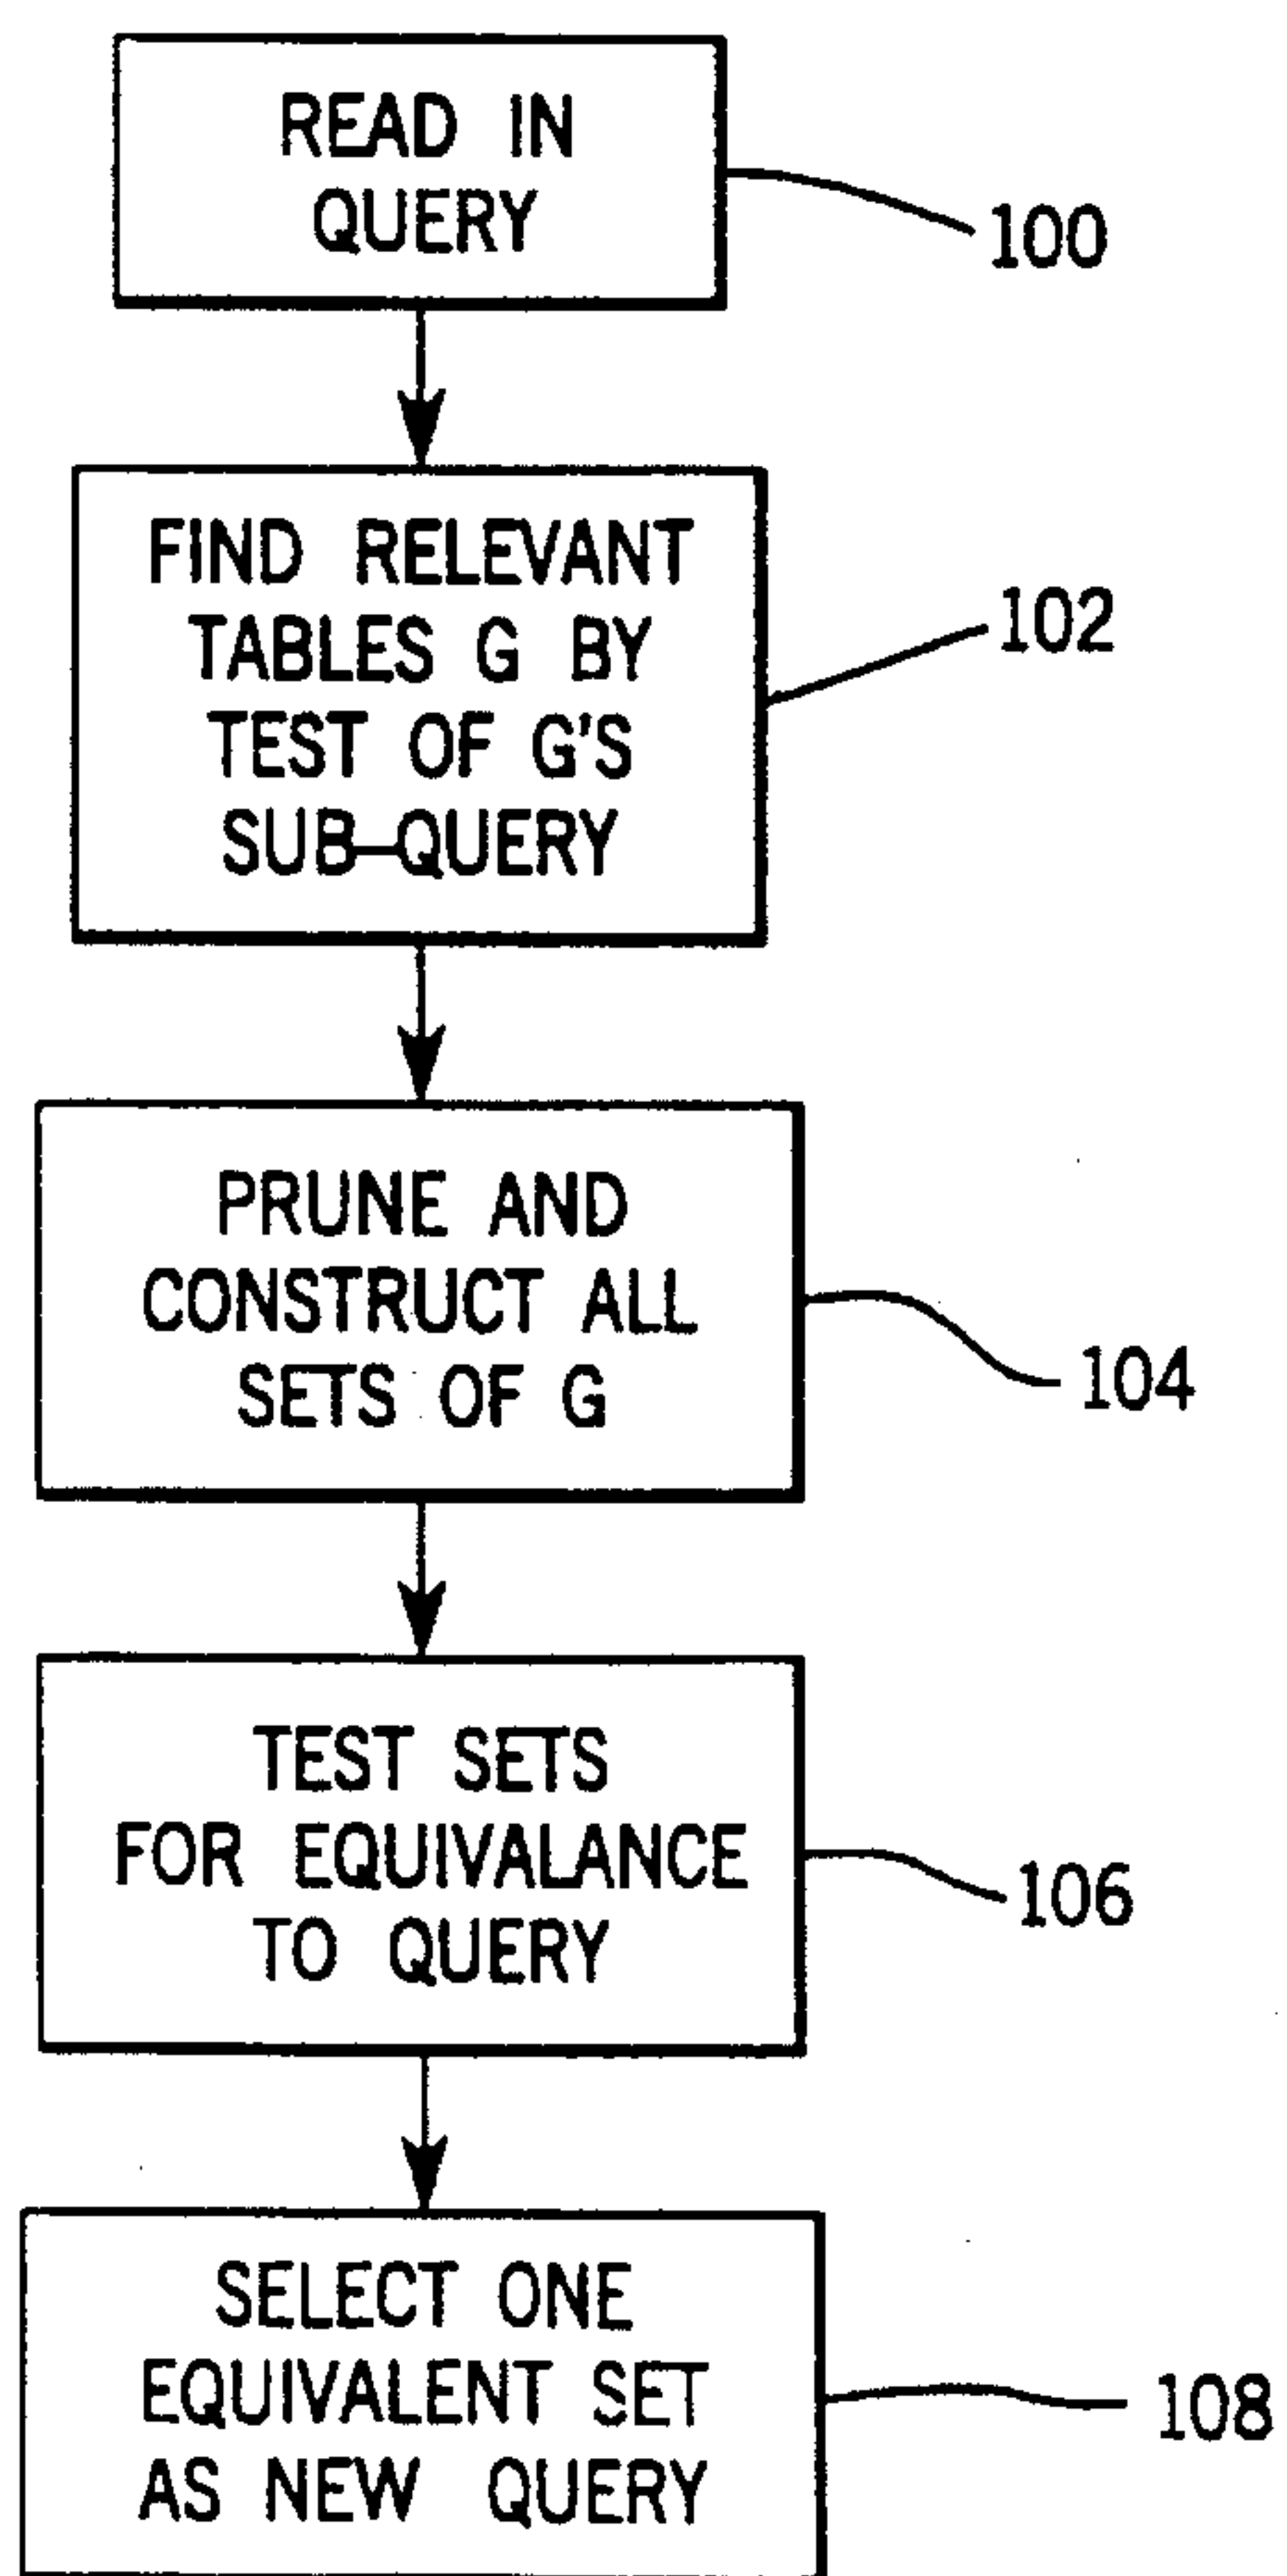 READ IN
QUERY
100
FIND RELEVANT
TABLES G BY
TEST OF G'S
SUB-QUERY
102
PRUNE AND
CONSTRUCT ALL
SETS OF G
104
TEST SETS
FOR EQUIVALANCE
TO QUERY
106
SELECT ONE
EQUIVALENT SET
AS NEW QUERY
108